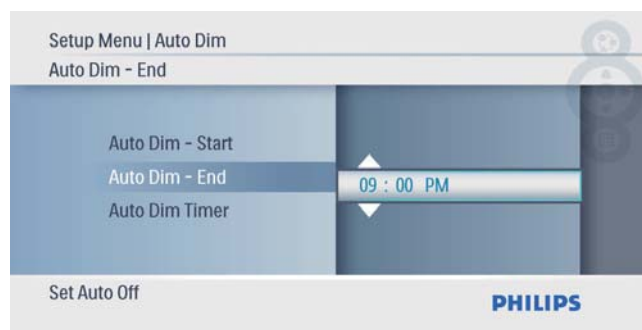 Setup Menu | Auto Dim
Auto Dim - End
Auto Dim - Start
Auto Dim - End
09 : 00 PM
Auto Dim Timer
Set Auto Off
PHILIPS